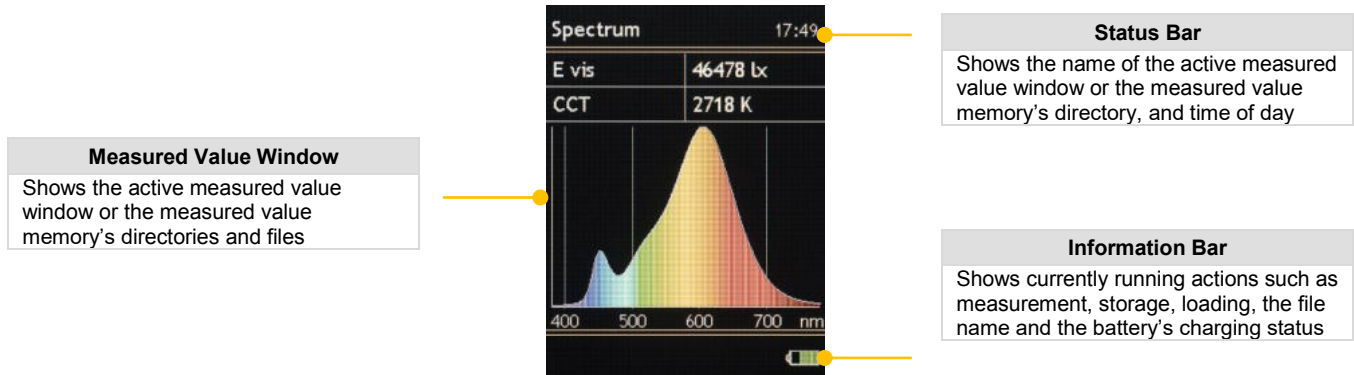 Spectrum 17:49
E vis 46478 lx
CCT 2718 K
400 500 600 700 nm
Measured Value Window
Shows the active measured value
window or the measured value
memory's directories and files
Status Bar
Shows the name of the active measured
value window or the measured value
memory's directory, and time of day
Information Bar
Shows currently running actions such as
measurement, storage, loading, the file
name and the battery's charging status